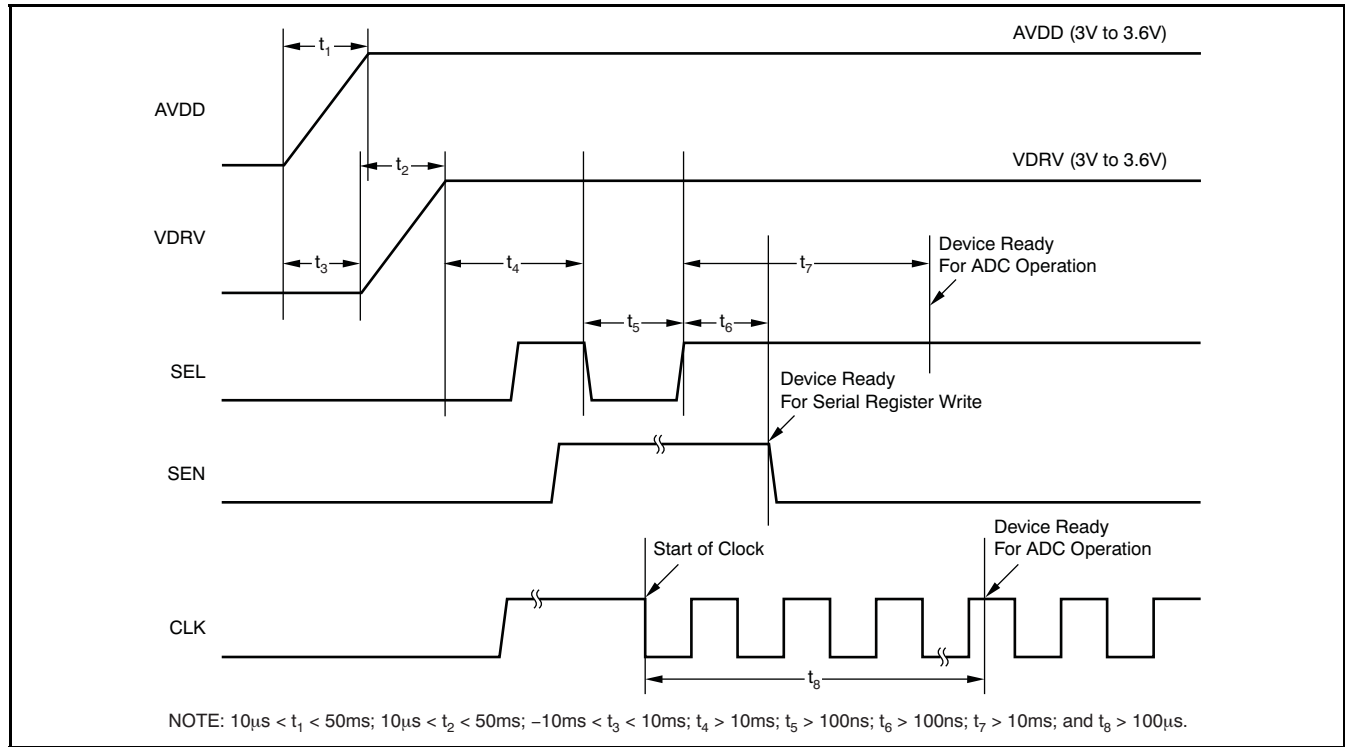 AVDD (3V to 3.6V)
t₁
AVDD
t₂
VDRV (3V to 3.6V)
VDRV
Device Ready
For ADC Operation
t₃
t₄
t₇
t₅
t₆
SEL
Device Ready
For Serial Register Write
SEN
Start of Clock
Device Ready
For ADC Operation
CLK
t₈
NOTE: 10μs < t₁ < 50ms; 10μs < t₂ < 50ms; −10ms < t₃ < 10ms; t₄ > 10ms; t₅ > 100ns; t₆ > 100ns; t₇ > 10ms; and t₈ > 100μs.